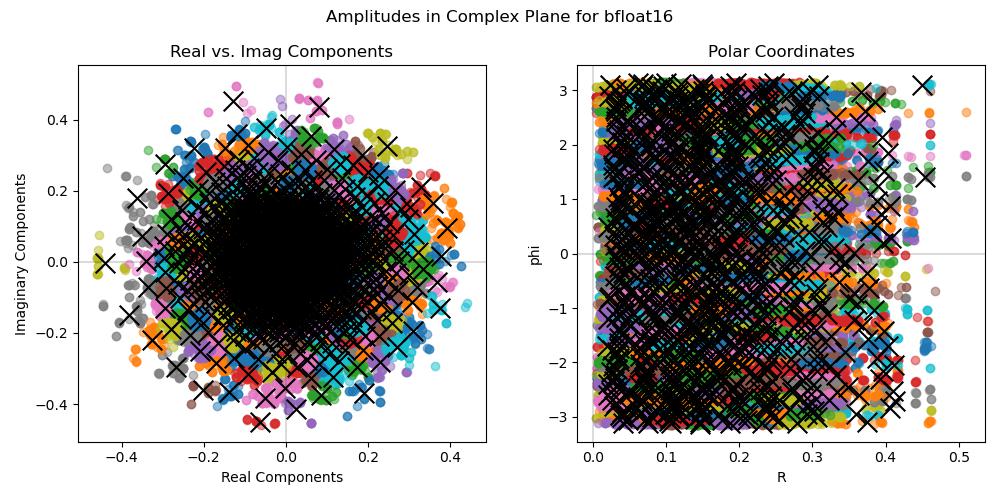 Amplitudes in Complex Plane for bfloat16
Real vs. Imag Components
Imaginary Components
0.4
0.2
0.0
−0.2
−0.4
−0.4 −0.2 0.0 0.2 0.4
Real Components
Polar Coordinates
phi
3
2
1
0
−1
−2
−3
0.0 0.1 0.2 0.3 0.4 0.5
R